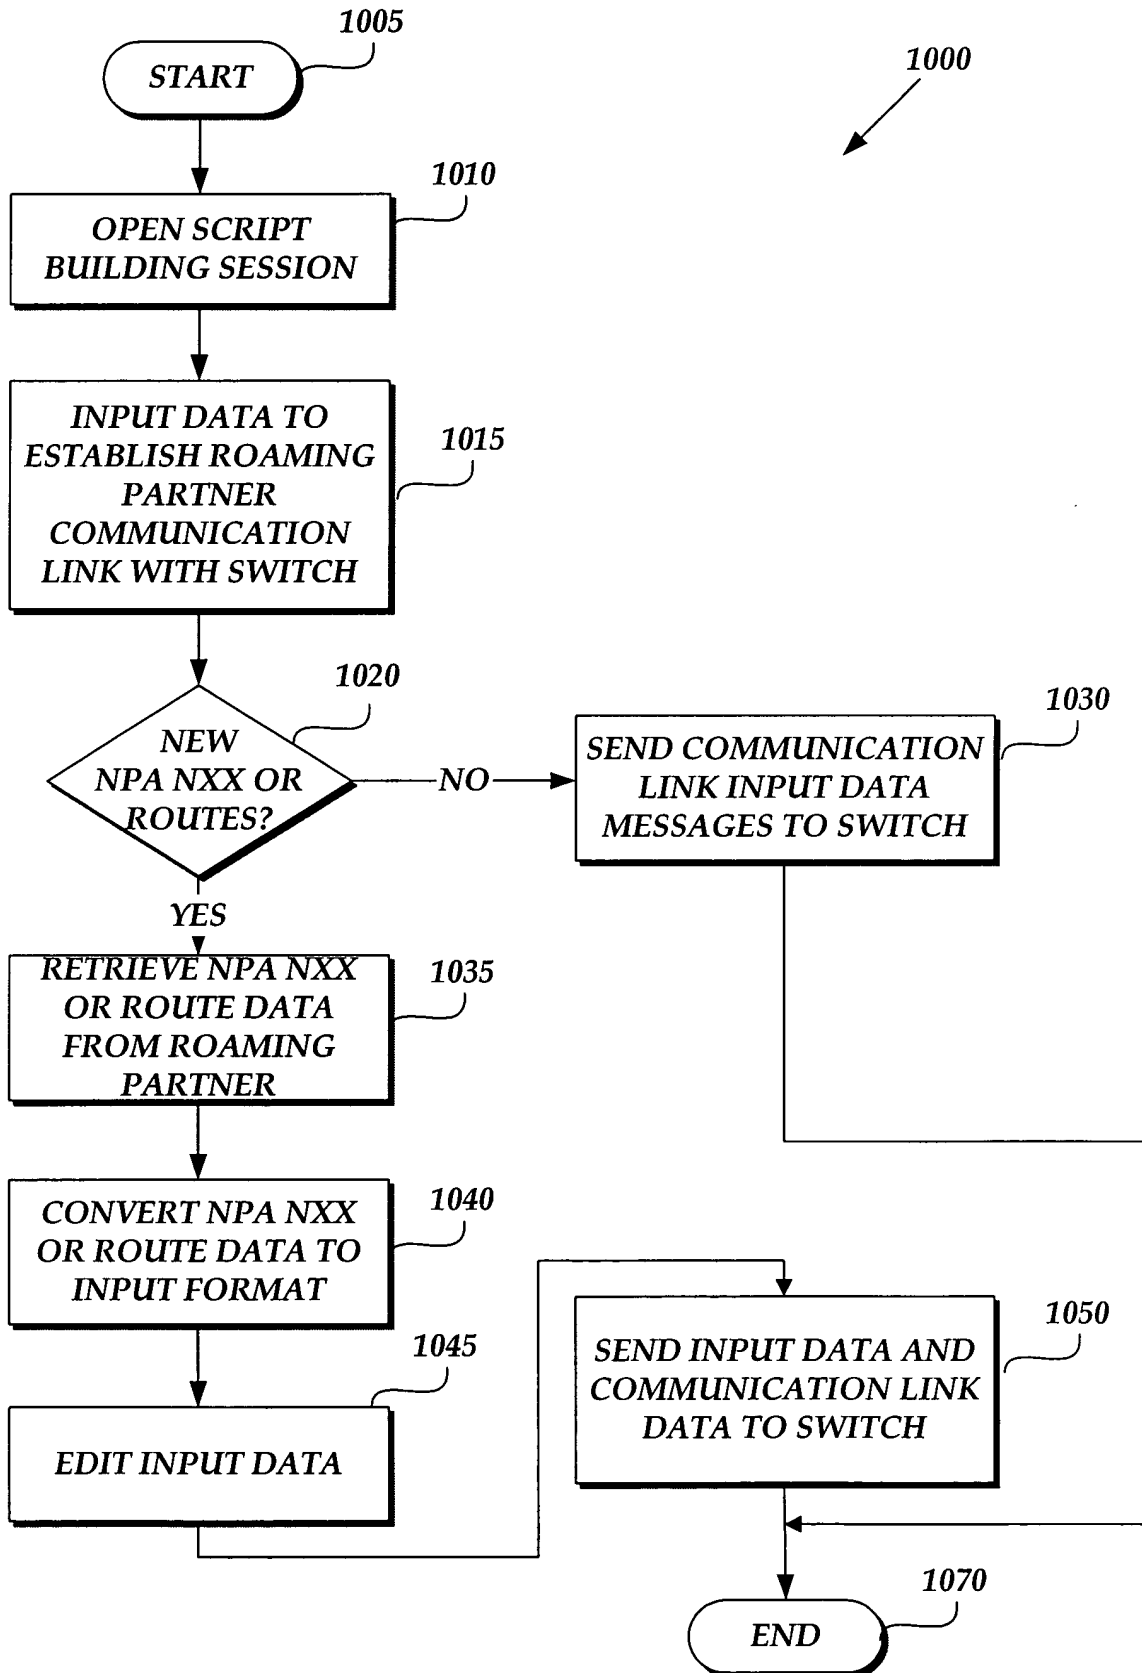 1005
START
1000
1010
OPEN SCRIPT
BUILDING SESSION
INPUT DATA TO
ESTABLISH ROAMING
PARTNER
COMMUNICATION
LINK WITH SWITCH
1015
1020
NEW
NPA NXX OR
ROUTES?
NO
1030
SEND COMMUNICATION
LINK INPUT DATA
MESSAGES TO SWITCH
YES
RETRIEVE NPA NXX
OR ROUTE DATA
FROM ROAMING
PARTNER
1035
CONVERT NPA NXX
OR ROUTE DATA TO
INPUT FORMAT
1040
1045
EDIT INPUT DATA
1050
SEND INPUT DATA AND
COMMUNICATION LINK
DATA TO SWITCH
1070
END